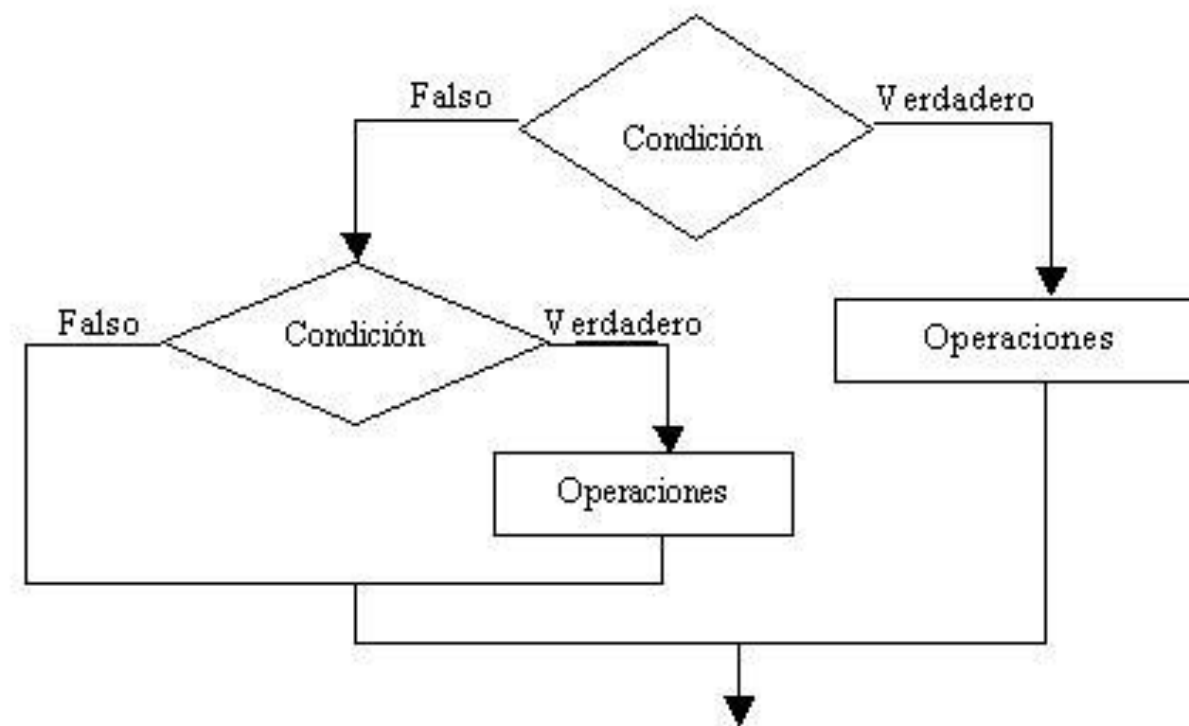 Falso
Verdadero
Condición
Falso
Condición
Verdadero
Operaciones
Operaciones